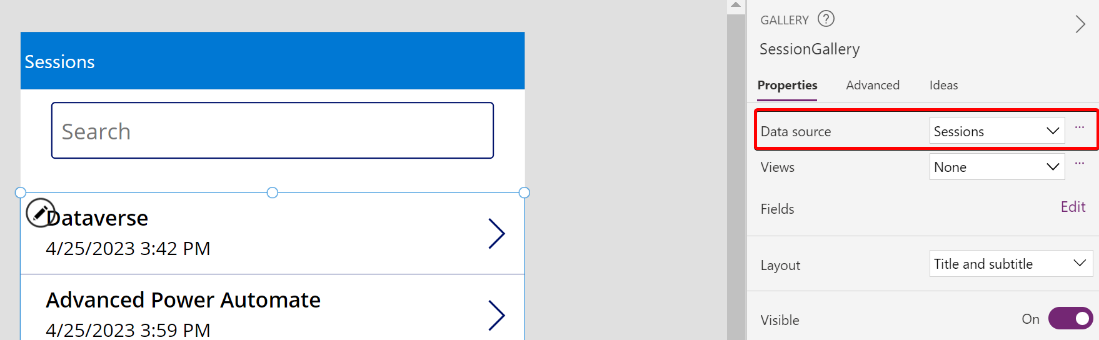 Sessions
Search
Dataverse
4/25/2023 3:42 PM
Advanced Power Automate
4/25/2023 3:59 PM
GALLERY ?
SessionGallery
Properties Advanced Ideas
Data source Sessions ...
Views None ...
Fields Edit
Layout Title and subtitle
Visible On